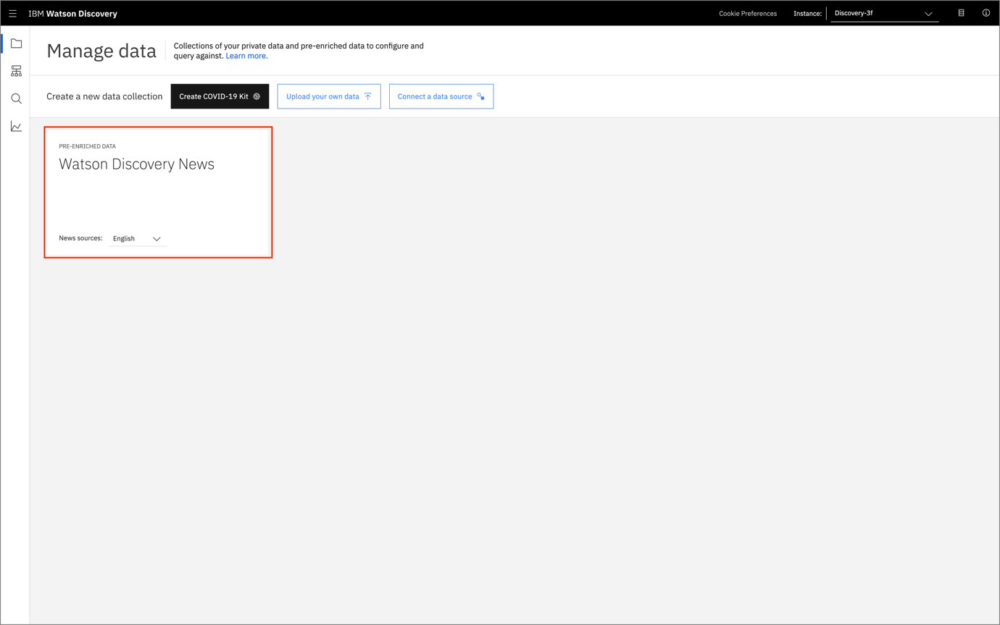 IBM Watson Discovery
Cookie Preferences
Instance:
Discovery-3f
Manage data
Collections of your private data and pre-enriched data to configure and
query against. Learn more.
Create a new data collection
Create COVID-19 Kit
Upload your own data
Connect a data source
PRE-ENRICHED DATA
Watson Discovery News
News sources:
English